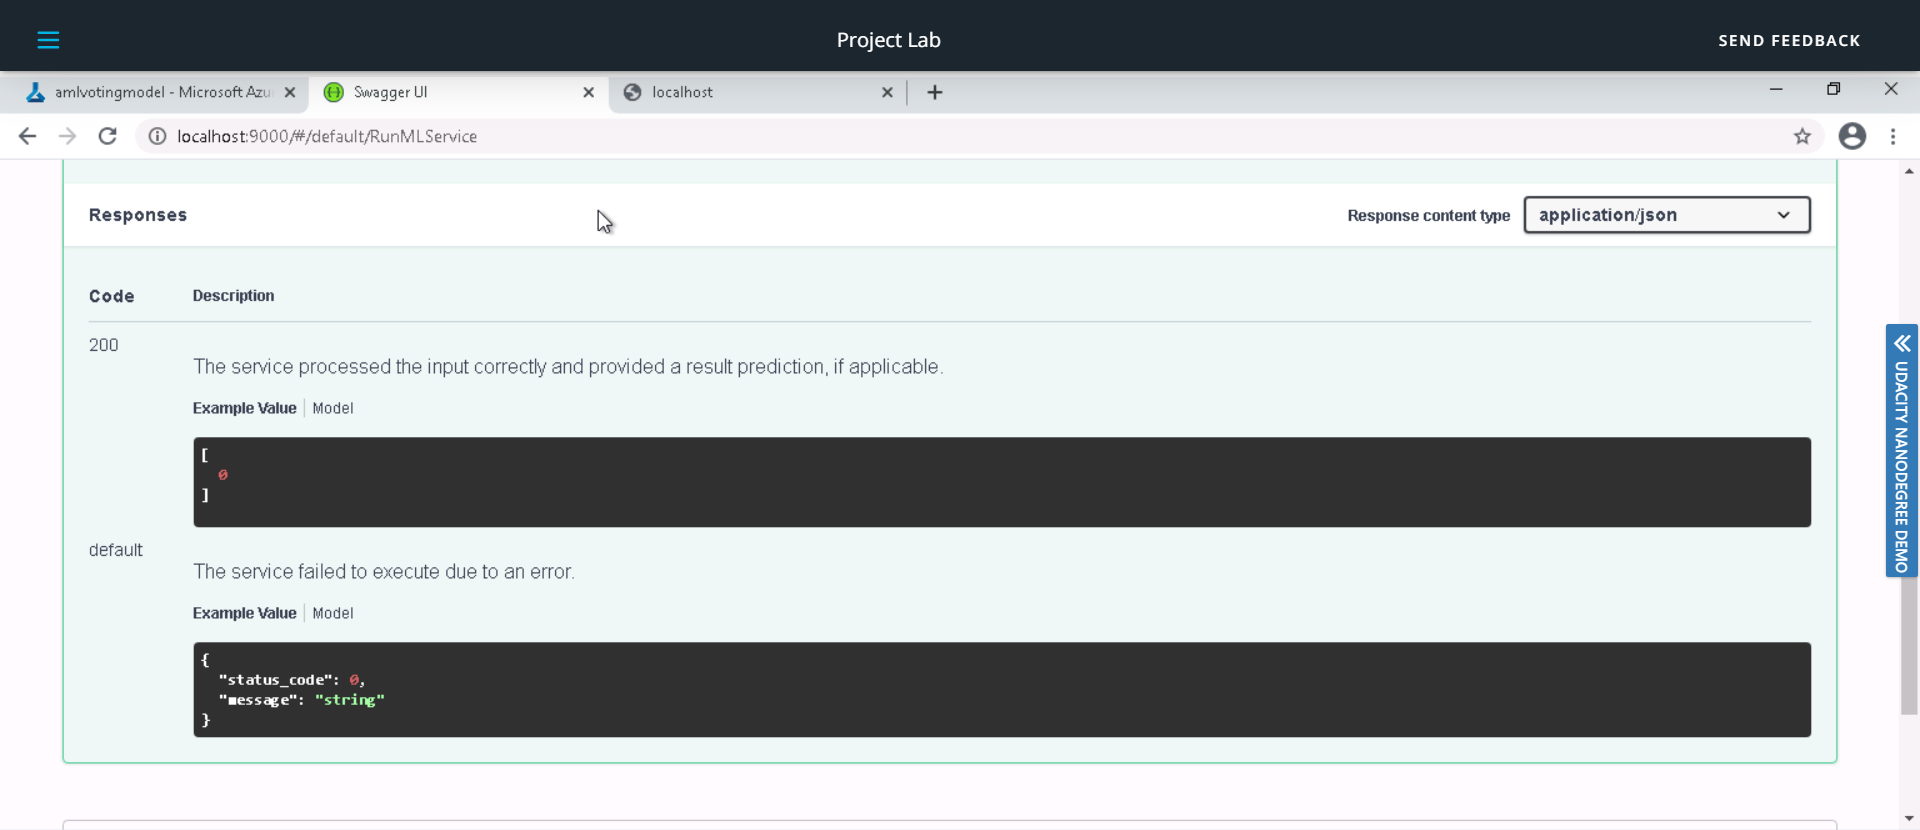 Project Lab
SEND FEEDBACK
amlvotingmodel - Microsoft Azu
Swagger UI
localhost
localhost:9000/#/default/RunMLService
Responses
Response content type
application/json
Code
Description
200
The service processed the input correctly and provided a result prediction, if applicable.
Example Value
Model
[
0
]
default
The service failed to execute due to an error.
Example Value
Model
{
"status_code": 0,
"message": "string"
}
UDACITY NANODEGREE DEMO